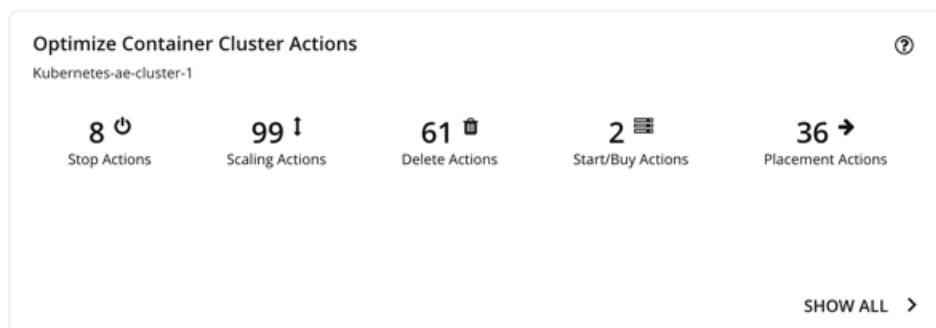 Optimize Container Cluster Actions
Kubernetes-ae-cluster-1
8 99 61 2 36
Stop Actions Scaling Actions Delete Actions Start/Buy Actions Placement Actions
SHOW ALL